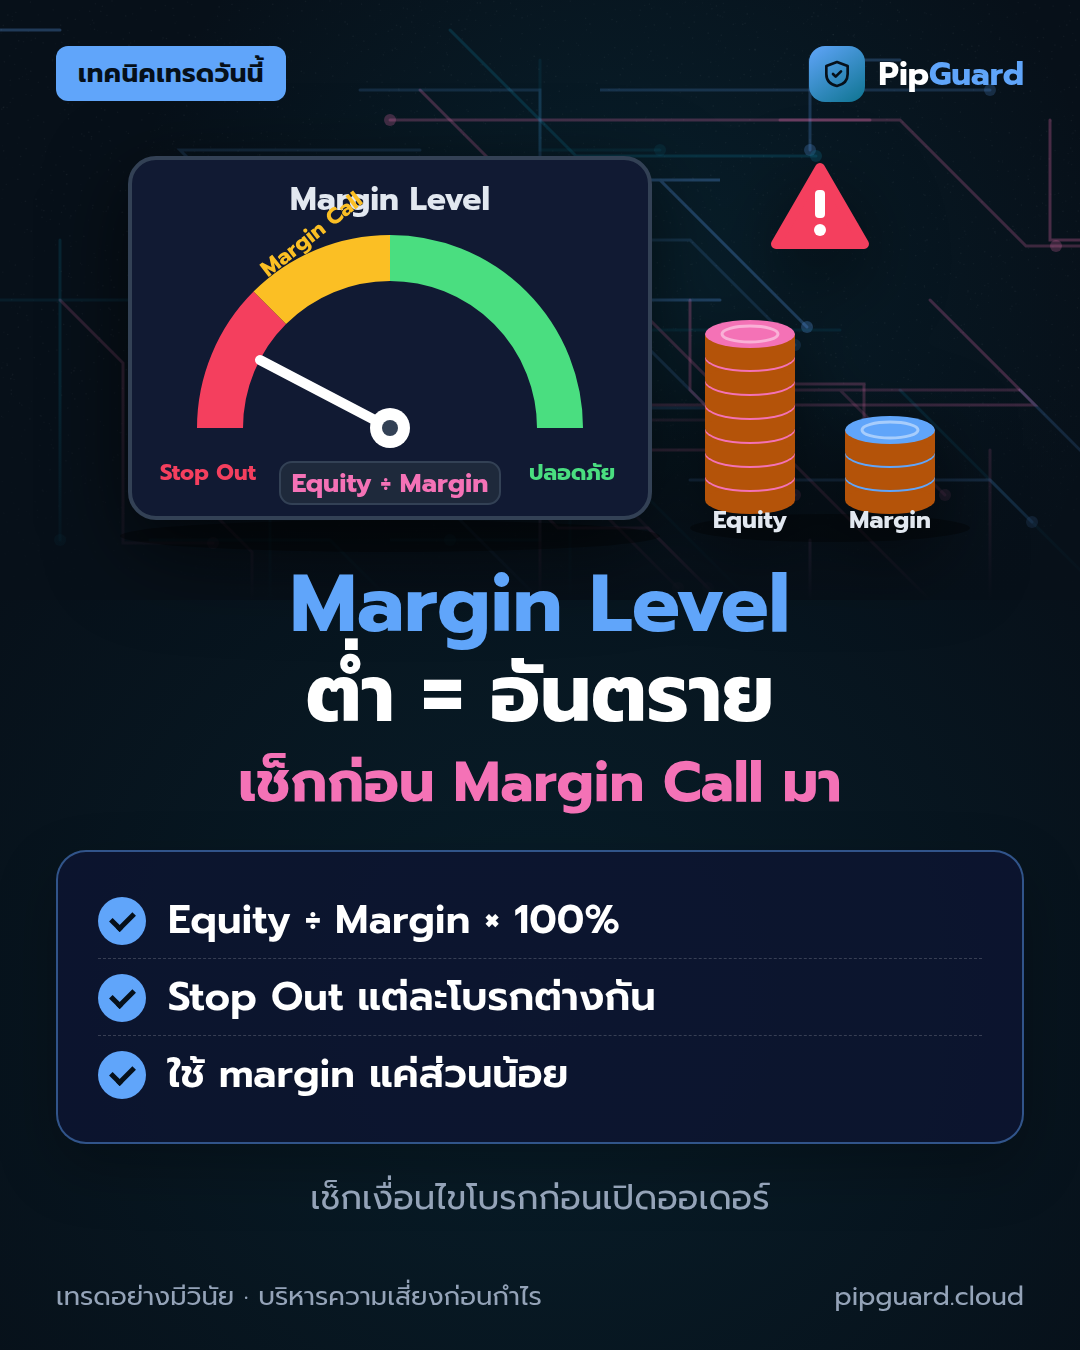 เทคนิคเทรดวันนี้
PipGuard
Margin Level
Margin Call
Stop Out
Equity ÷ Margin
ปลอดภัย
Equity
Margin
Margin Level
ต่ำ = อันตราย
เช็กก่อน Margin Call มา
Equity ÷ Margin × 100%
Stop Out แต่ละโบรกต่างกัน
ใช้ margin แค่ส่วนน้อย
เช็กเงื่อนไขโบรกก่อนเปิดออเดอร์
เทรดอย่างมีวินัย · บริหารความเสี่ยงก่อนกำไร
pipguard.cloud